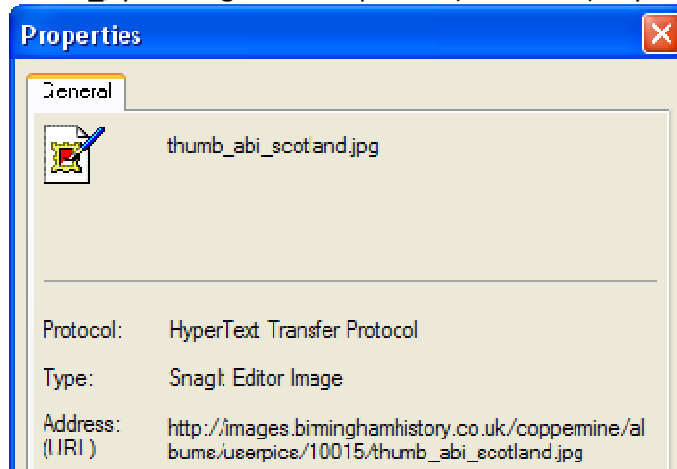 Properties
General
thumb_abi_scotland.jpg
Protocol: HyperText Transfer Protocol
Type: SnagIt Editor Image
Address: http://images.birminghamhistory.co.uk/coppermine/al
(URL) bums/userpics/10015/thumb_abi_scotland.jpg